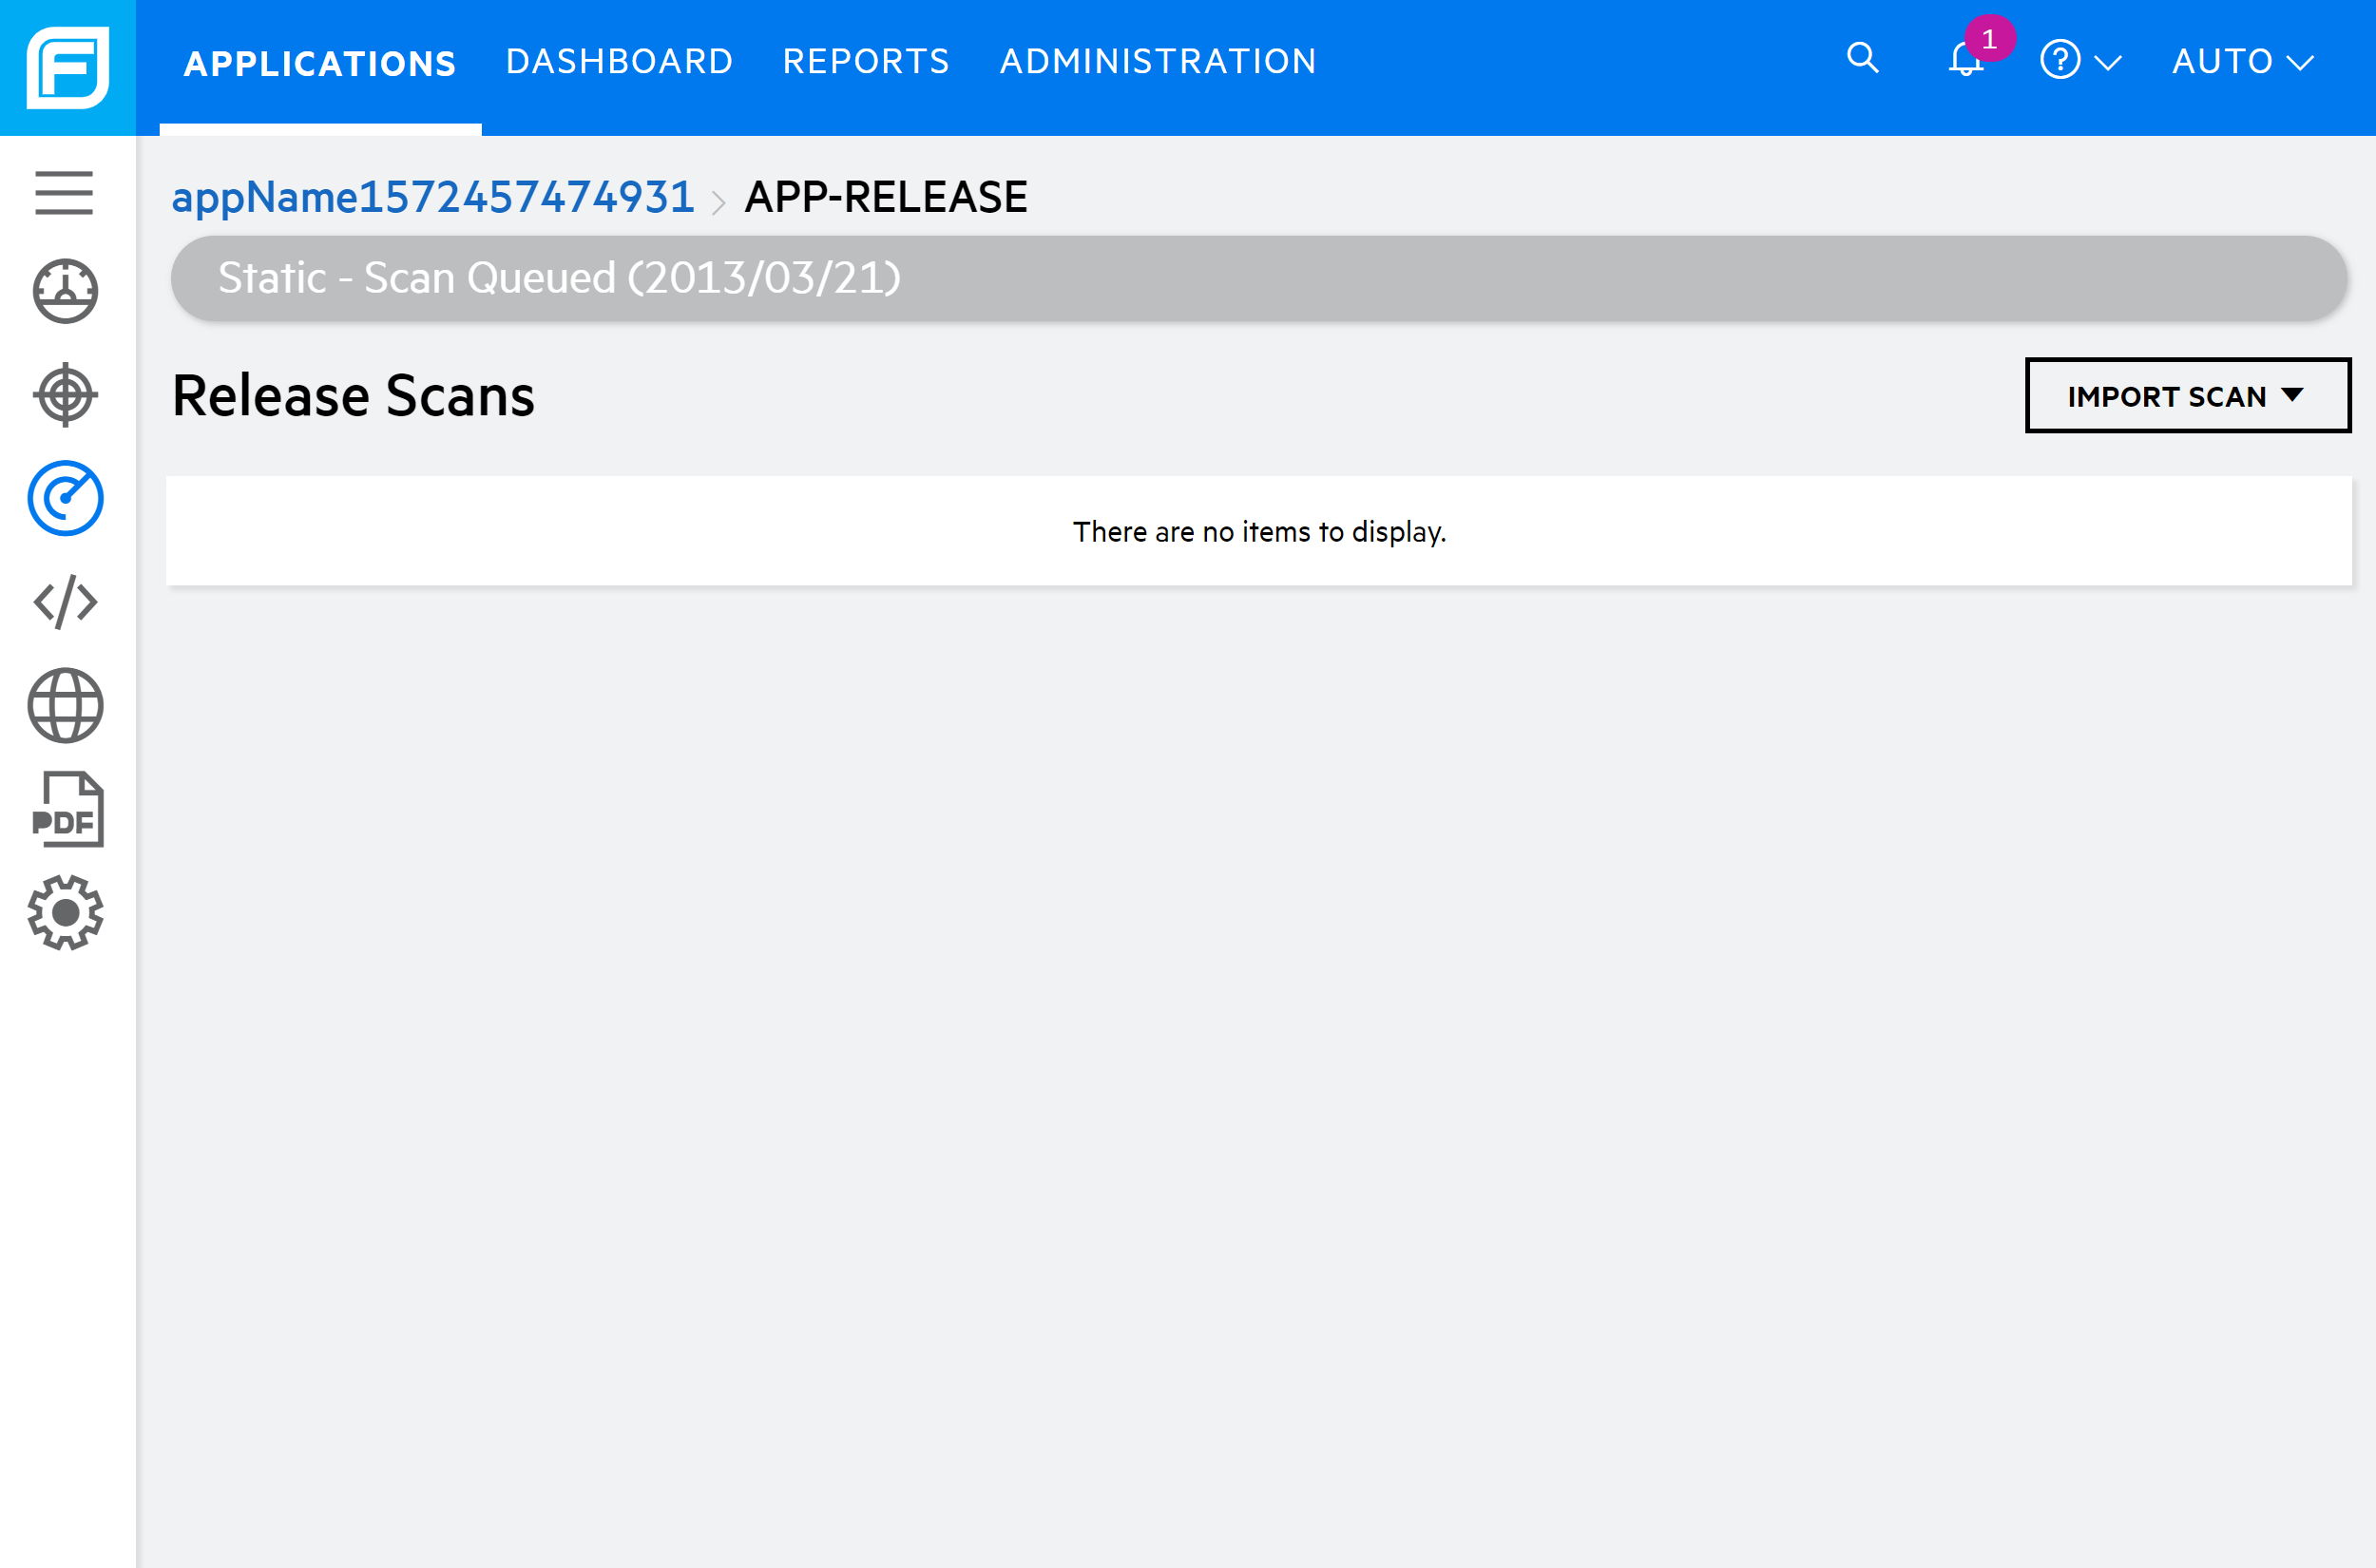 APPLICATIONS DASHBOARD REPORTS ADMINISTRATION 1 AUTO
appName1572457474931 APP-RELEASE
Static - Scan Queued (2013/03/21)
Release Scans IMPORT SCAN
There are no items to display.
PDF